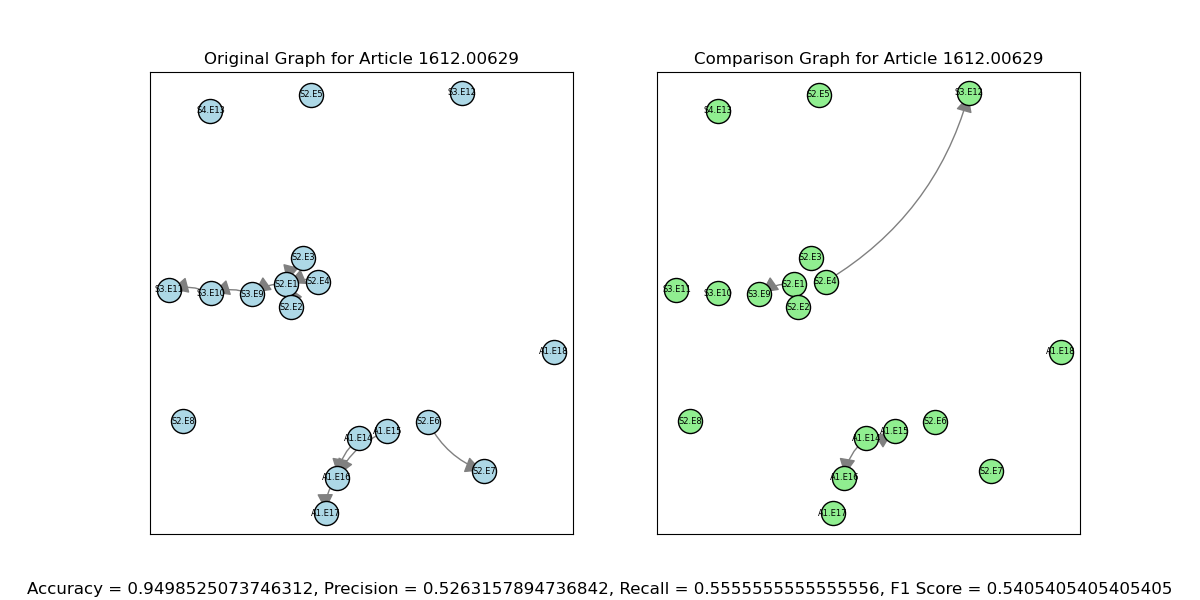 Original Graph for Article 1612.00629
S4.E13
S2.E5
S3.E12
S2.E3
S2.E4
S2.E1
S3.E11
S3.E10
S3.E9
S2.E2
A1.E18
S2.E8
S2.E6
A1.E15
A1.E14
S2.E7
A1.E16
A1.E17
Comparison Graph for Article 1612.00629
S4.E13
S2.E5
S3.E12
S2.E3
S2.E4
S2.E1
S3.E11
S3.E10
S3.E9
S2.E2
A1.E18
S2.E8
S2.E6
A1.E15
A1.E14
S2.E7
A1.E16
A1.E17
Accuracy = 0.9498525073746312, Precision = 0.5263157894736842, Recall = 0.5555555555555556, F1 Score = 0.5405405405405405